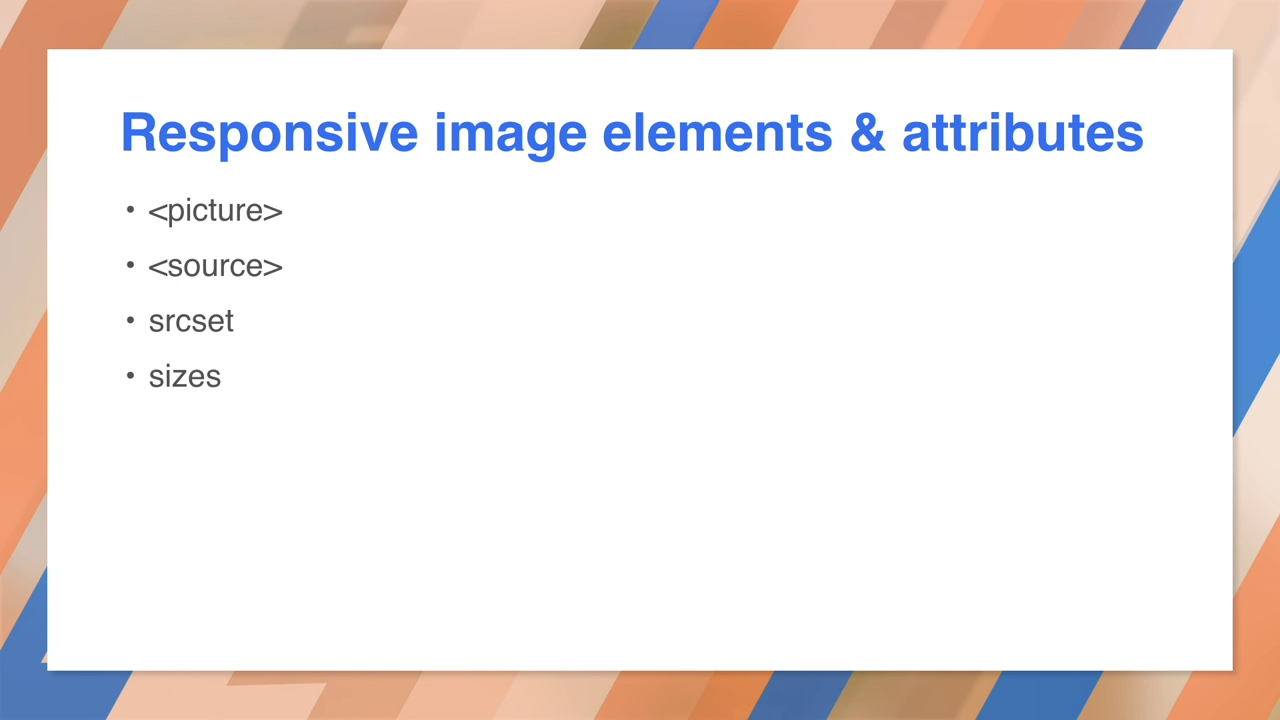 Responsive image elements & attributes
• <picture>
• <source>
• srcset
• sizes